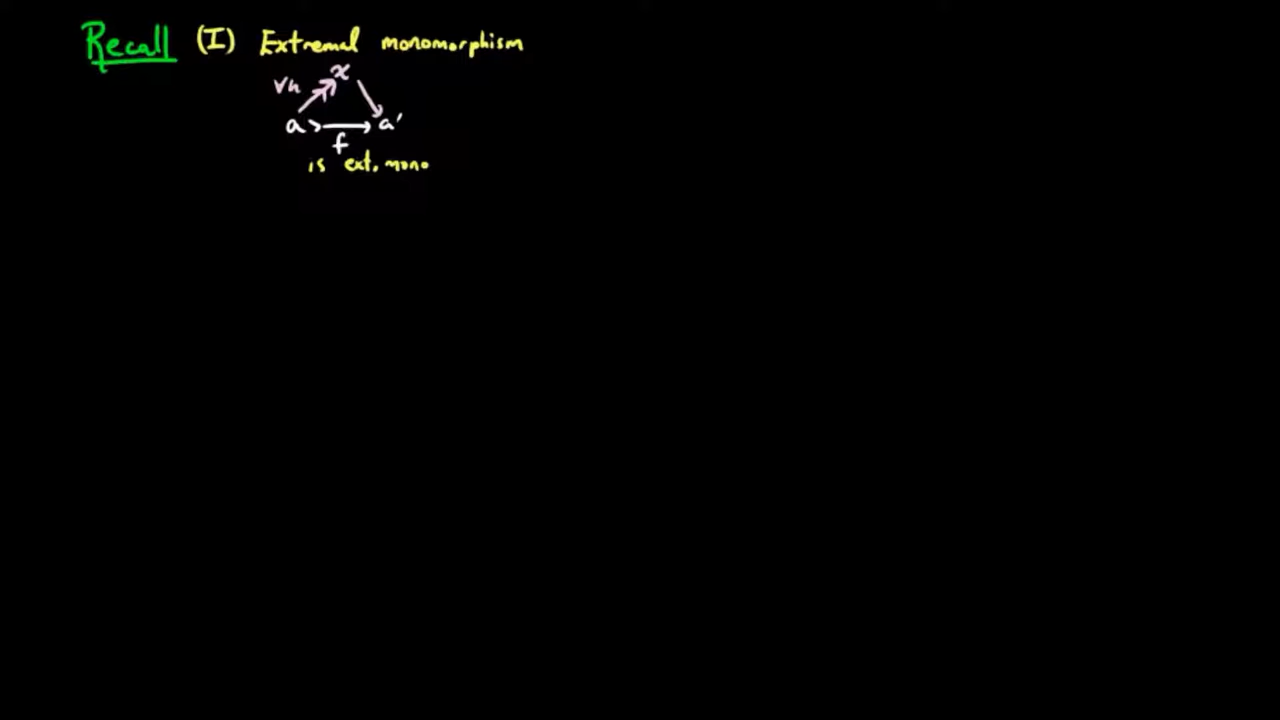 Recall (I) Extremal monomorphism
∀h x
a a'
f
is ext. mono